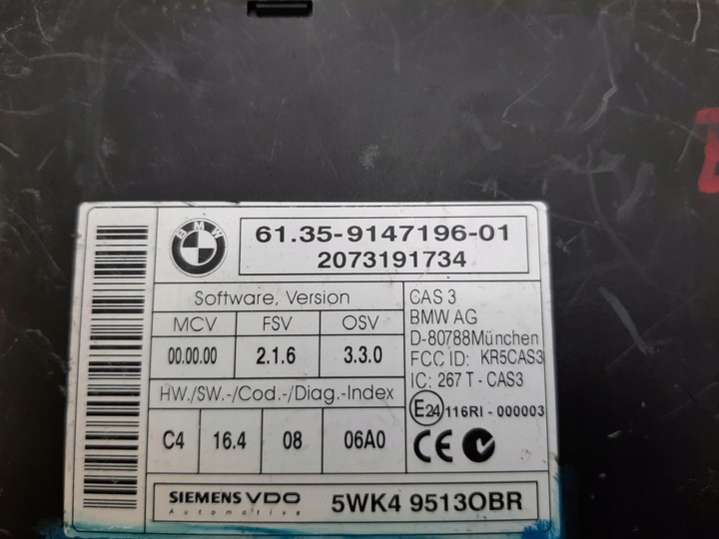 BMW
61.35-9147196-01
2073191734
Software, Version
MCV FSV OSV
00.00.00 2.1.6 3.3.0
HW./SW.-/Cod.-/Diag.-Index
C4 16.4 08 06A0
CAS 3
BMW AG
D-80788München
FCC ID: KR5CAS3
IC: 267 T - CAS3
E24 116RI - 000003
CE
SIEMENS VDO
Automotive
5WK4 9513OBR